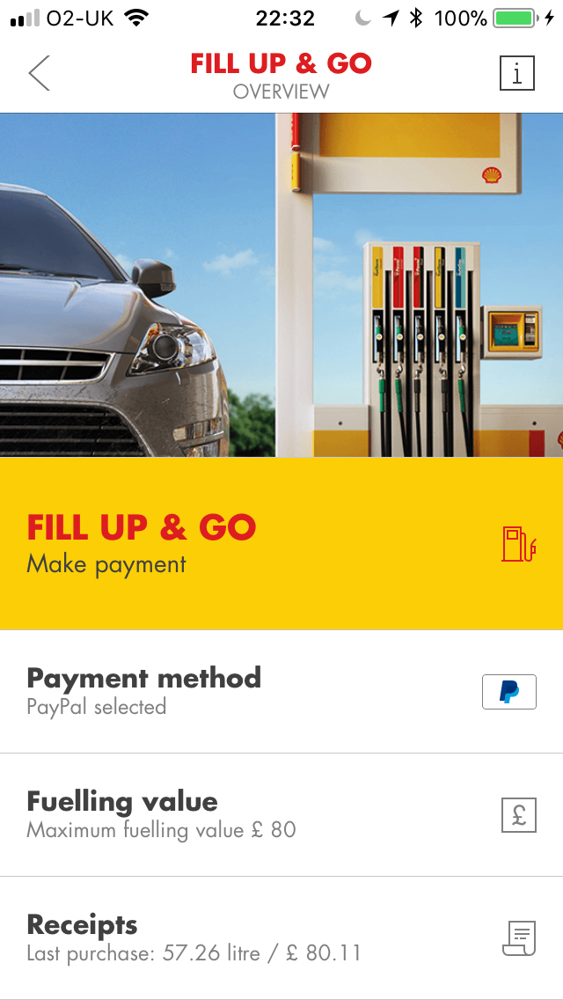 O2-UK 22:32 100%
FILL UP & GO
OVERVIEW
i
FILL UP & GO
Make payment
Payment method
PayPal selected
Fuelling value
Maximum fuelling value £ 80
£
Receipts
Last purchase: 57.26 litre / £ 80.11